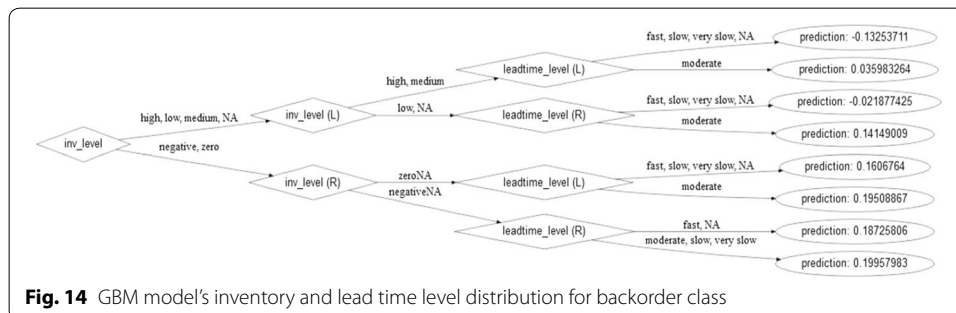 fast, slow, very slow, NA
prediction: -0.13253711
leadtime_level (L)
moderate
prediction: 0.035983264
high, medium
fast, slow, very slow, NA
prediction: -0.021877425
high, low, medium, NA
inv_level (L)
low, NA
leadtime_level (R)
moderate
prediction: 0.14149009
inv_level
negative, zero
fast, slow, very slow, NA
prediction: 0.1606764
inv_level (R)
zeroNA
leadtime_level (L)
negativeNA
moderate
prediction: 0.19508867
leadtime_level (R)
fast, NA
prediction: 0.18725806
moderate, slow, very slow
prediction: 0.19957983
Fig. 14 GBM model's inventory and lead time level distribution for backorder class